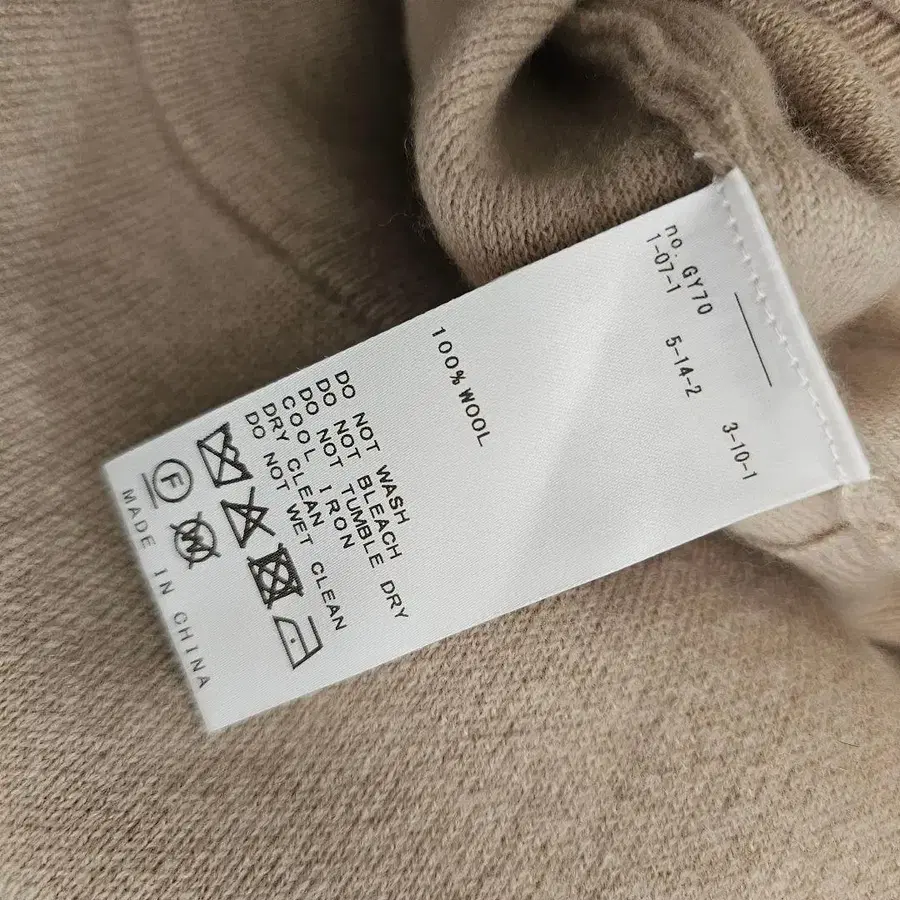 no. GY70
1-07-1 5-14-2 3-10-1
100% WOOL
DO NOT WASH
DO NOT BLEACH
DO NOT TUMBLE DRY
COOL IRON
DRY CLEAN
DO NOT WET CLEAN
F W
MADE IN CHINA